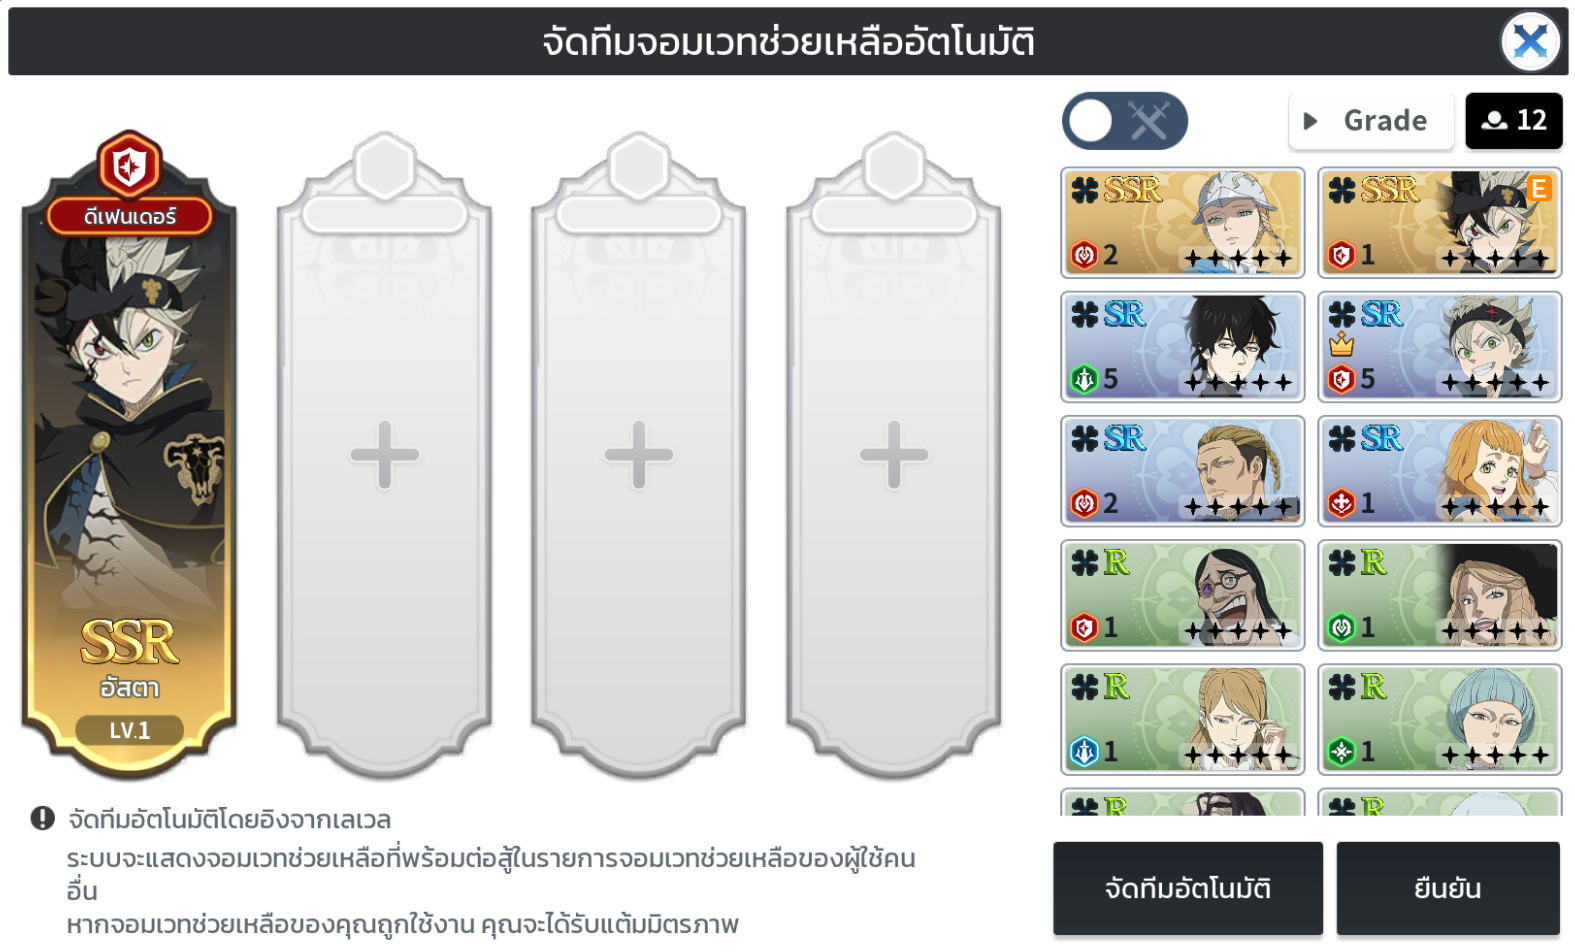 จัดทีมจอมเวทช่วยเหลืออัตโนมัติ
Grade
12
ดีเฟนเดอร์
SSR
อัสตา
LV.1
SSR
2
SSR
E
1
SR
5
SR
5
SR
2
SR
1
R
1
R
1
R
1
R
1
R
R
จัดทีมอัตโนมัติโดยอิงจากเลเวล
ระบบจะแสดงจอมเวทช่วยเหลือที่พร้อมต่อสู้ในรายการจอมเวทช่วยเหลือของผู้ใช้คน
อื่น
หากจอมเวทช่วยเหลือของคุณถูกใช้งาน คุณจะได้รับแต้มมิตรภาพ
จัดทีมอัตโนมัติ
ยืนยัน